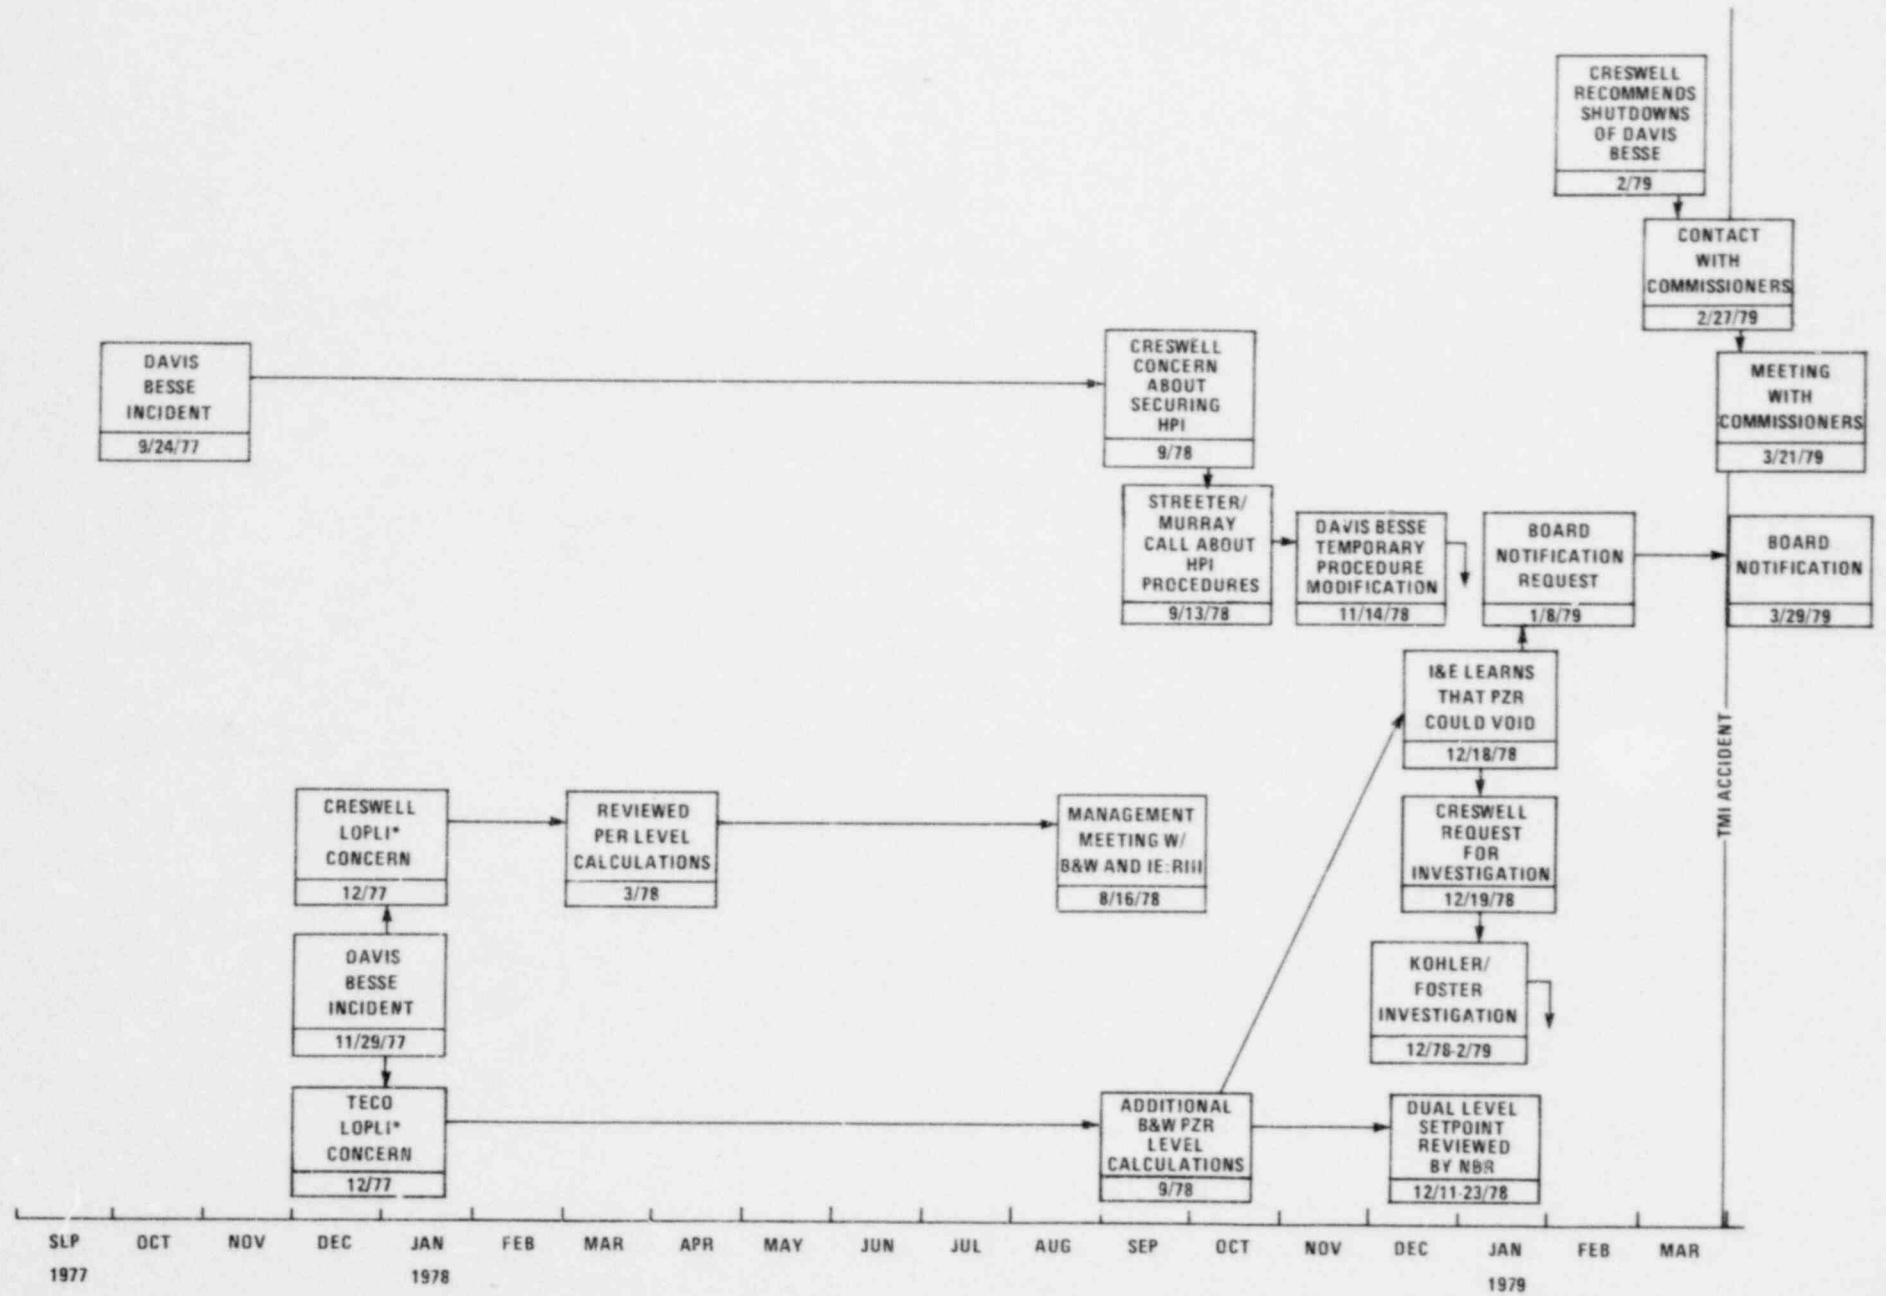 CRESWELL
RECOMMENDS
SHUTDOWNS
OF DAVIS
BESSE
2/79
CONTACT
WITH
COMMISSIONERS
2/27/79
MEETING
WITH
COMMISSIONERS
3/21/79
DAVIS
BESSE
INCIDENT
9/24/77
CRESWELL
CONCERN
ABOUT
SECURING
HPI
9/78
STREETER/
MURRAY
CALL ABOUT
HPI
PROCEDURES
9/13/78
DAVIS BESSE
TEMPORARY
PROCEDURE
MODIFICATION
11/14/78
BOARD
NOTIFICATION
REQUEST
1/8/79
BOARD
NOTIFICATION
3/29/79
I&E LEARNS
THAT PZR
COULD VOID
12/18/78
CRESWELL
LOPLI*
CONCERN
12/77
REVIEWED
PER LEVEL
CALCULATIONS
3/78
MANAGEMENT
MEETING W/
B&W AND IE:RIII
8/16/78
CRESWELL
REQUEST
FOR
INVESTIGATION
12/19/78
TMI ACCIDENT
DAVIS
BESSE
INCIDENT
11/29/77
KOHLER/
FOSTER
INVESTIGATION
12/78-2/79
TECO
LOPLI*
CONCERN
12/77
ADDITIONAL
B&W PZR
LEVEL
CALCULATIONS
9/78
DUAL LEVEL
SETPOINT
REVIEWED
BY NBR
12/11-23/78
SLP OCT NOV DEC JAN FEB MAR APR MAY JUN JUL AUG SEP OCT NOV DEC JAN FEB MAR
1977 1978 1979